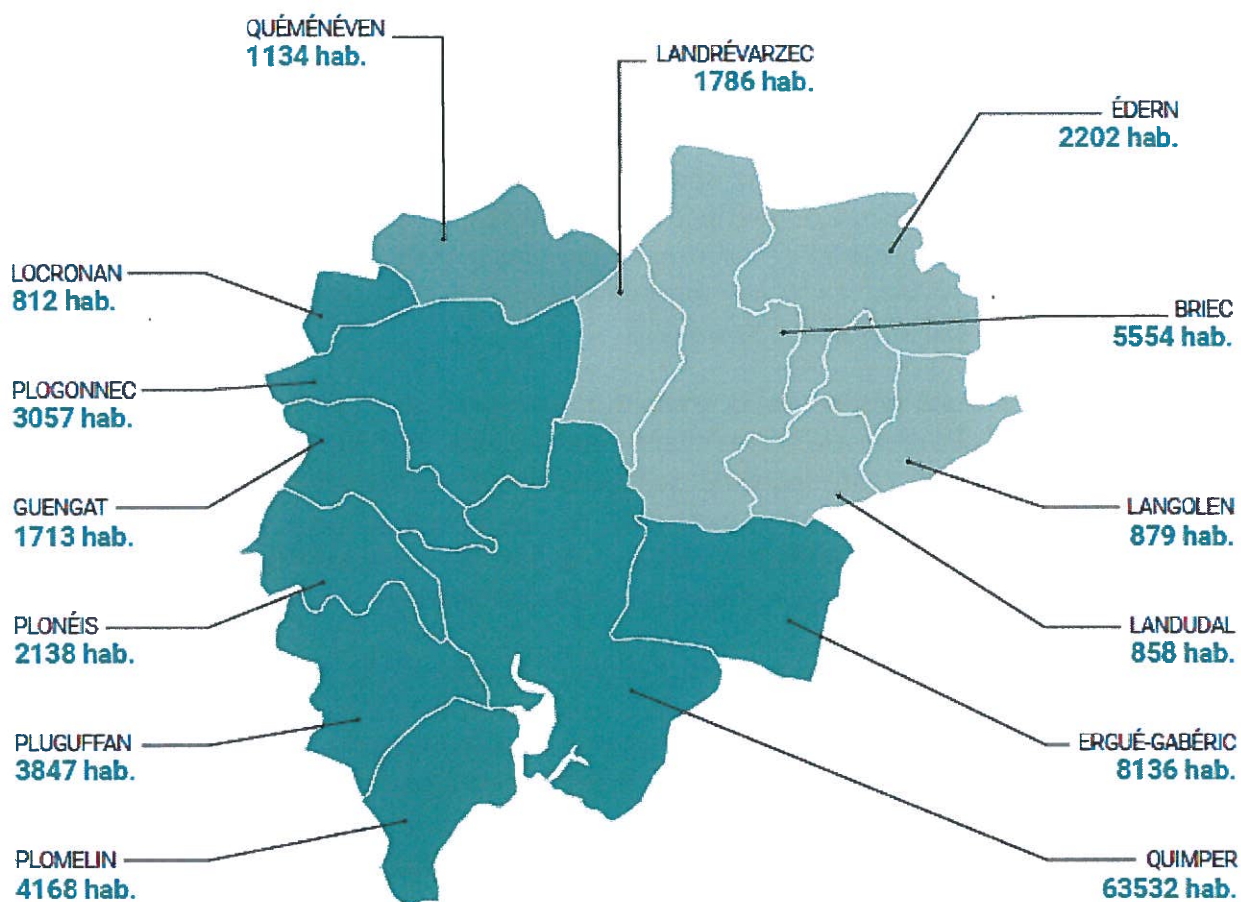 QUÉMÉNÉVEN
1134 hab.
LANDRÉVARZEC
1786 hab.
ÉDERN
2202 hab.
LOCRONAN
812 hab.
BRIEC
5554 hab.
PLOGONNEC
3057 hab.
GUENGAT
1713 hab.
LANGOLEN
879 hab.
PLONÉIS
2138 hab.
LANDUDAL
858 hab.
PLUGUFFAN
3847 hab.
ERGUÉ-GABÉRIC
8136 hab.
PLOMELIN
4168 hab.
QUIMPER
63532 hab.